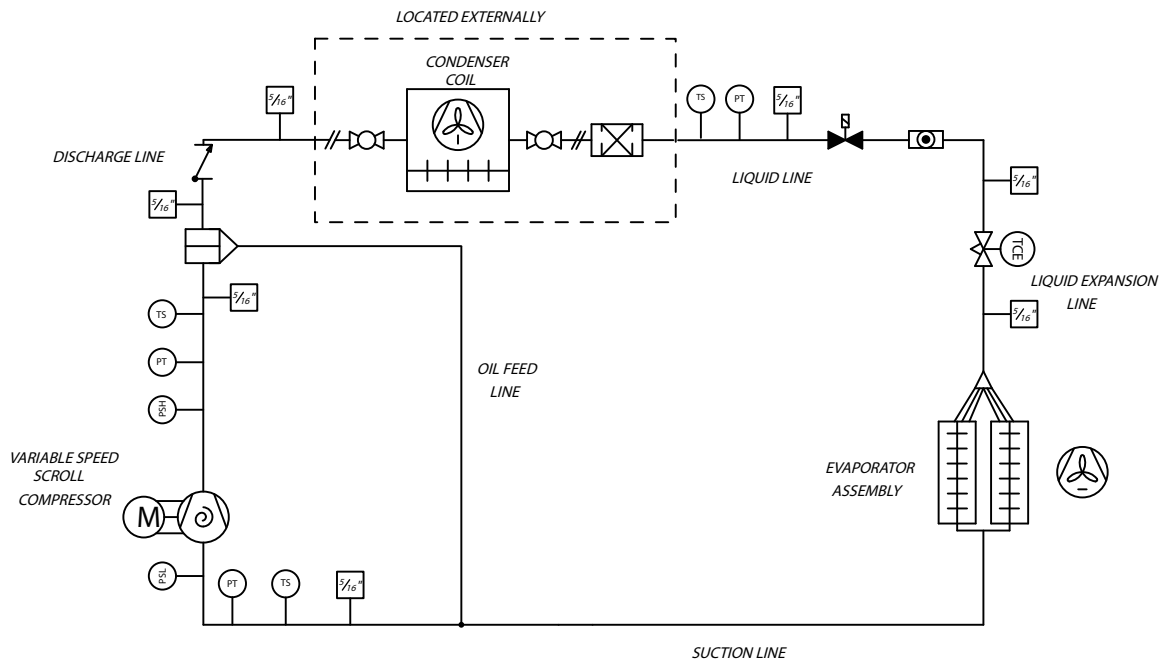 LOCATED EXTERNALLY
CONDENSER
COIL
5/16"
TS
PT
5/16"
DISCHARGE LINE
LIQUID LINE
5/16"
5/16"
TCE
LIQUID EXPANSION
LINE
5/16"
5/16"
TS
PT
PSH
OIL FEED
LINE
VARIABLE SPEED
SCROLL
COMPRESSOR
M
EVAPORATOR
ASSEMBLY
PSL
PT
TS
5/16"
SUCTION LINE